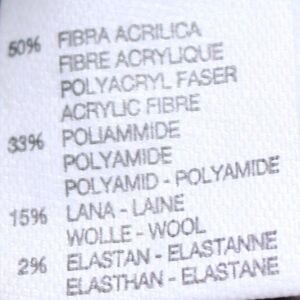 50% FIBRA ACRILICA
FIBRE ACRYLIQUE
POLYACRYL FASER
ACRYLIC FIBRE
33% POLIAMMIDE
POLYAMIDE
POLYAMID - POLYAMIDE
15% LANA - LAINE
WOLLE - WOOL
2% ELASTAN - ELASTANNE
ELASTHAN - ELASTANE